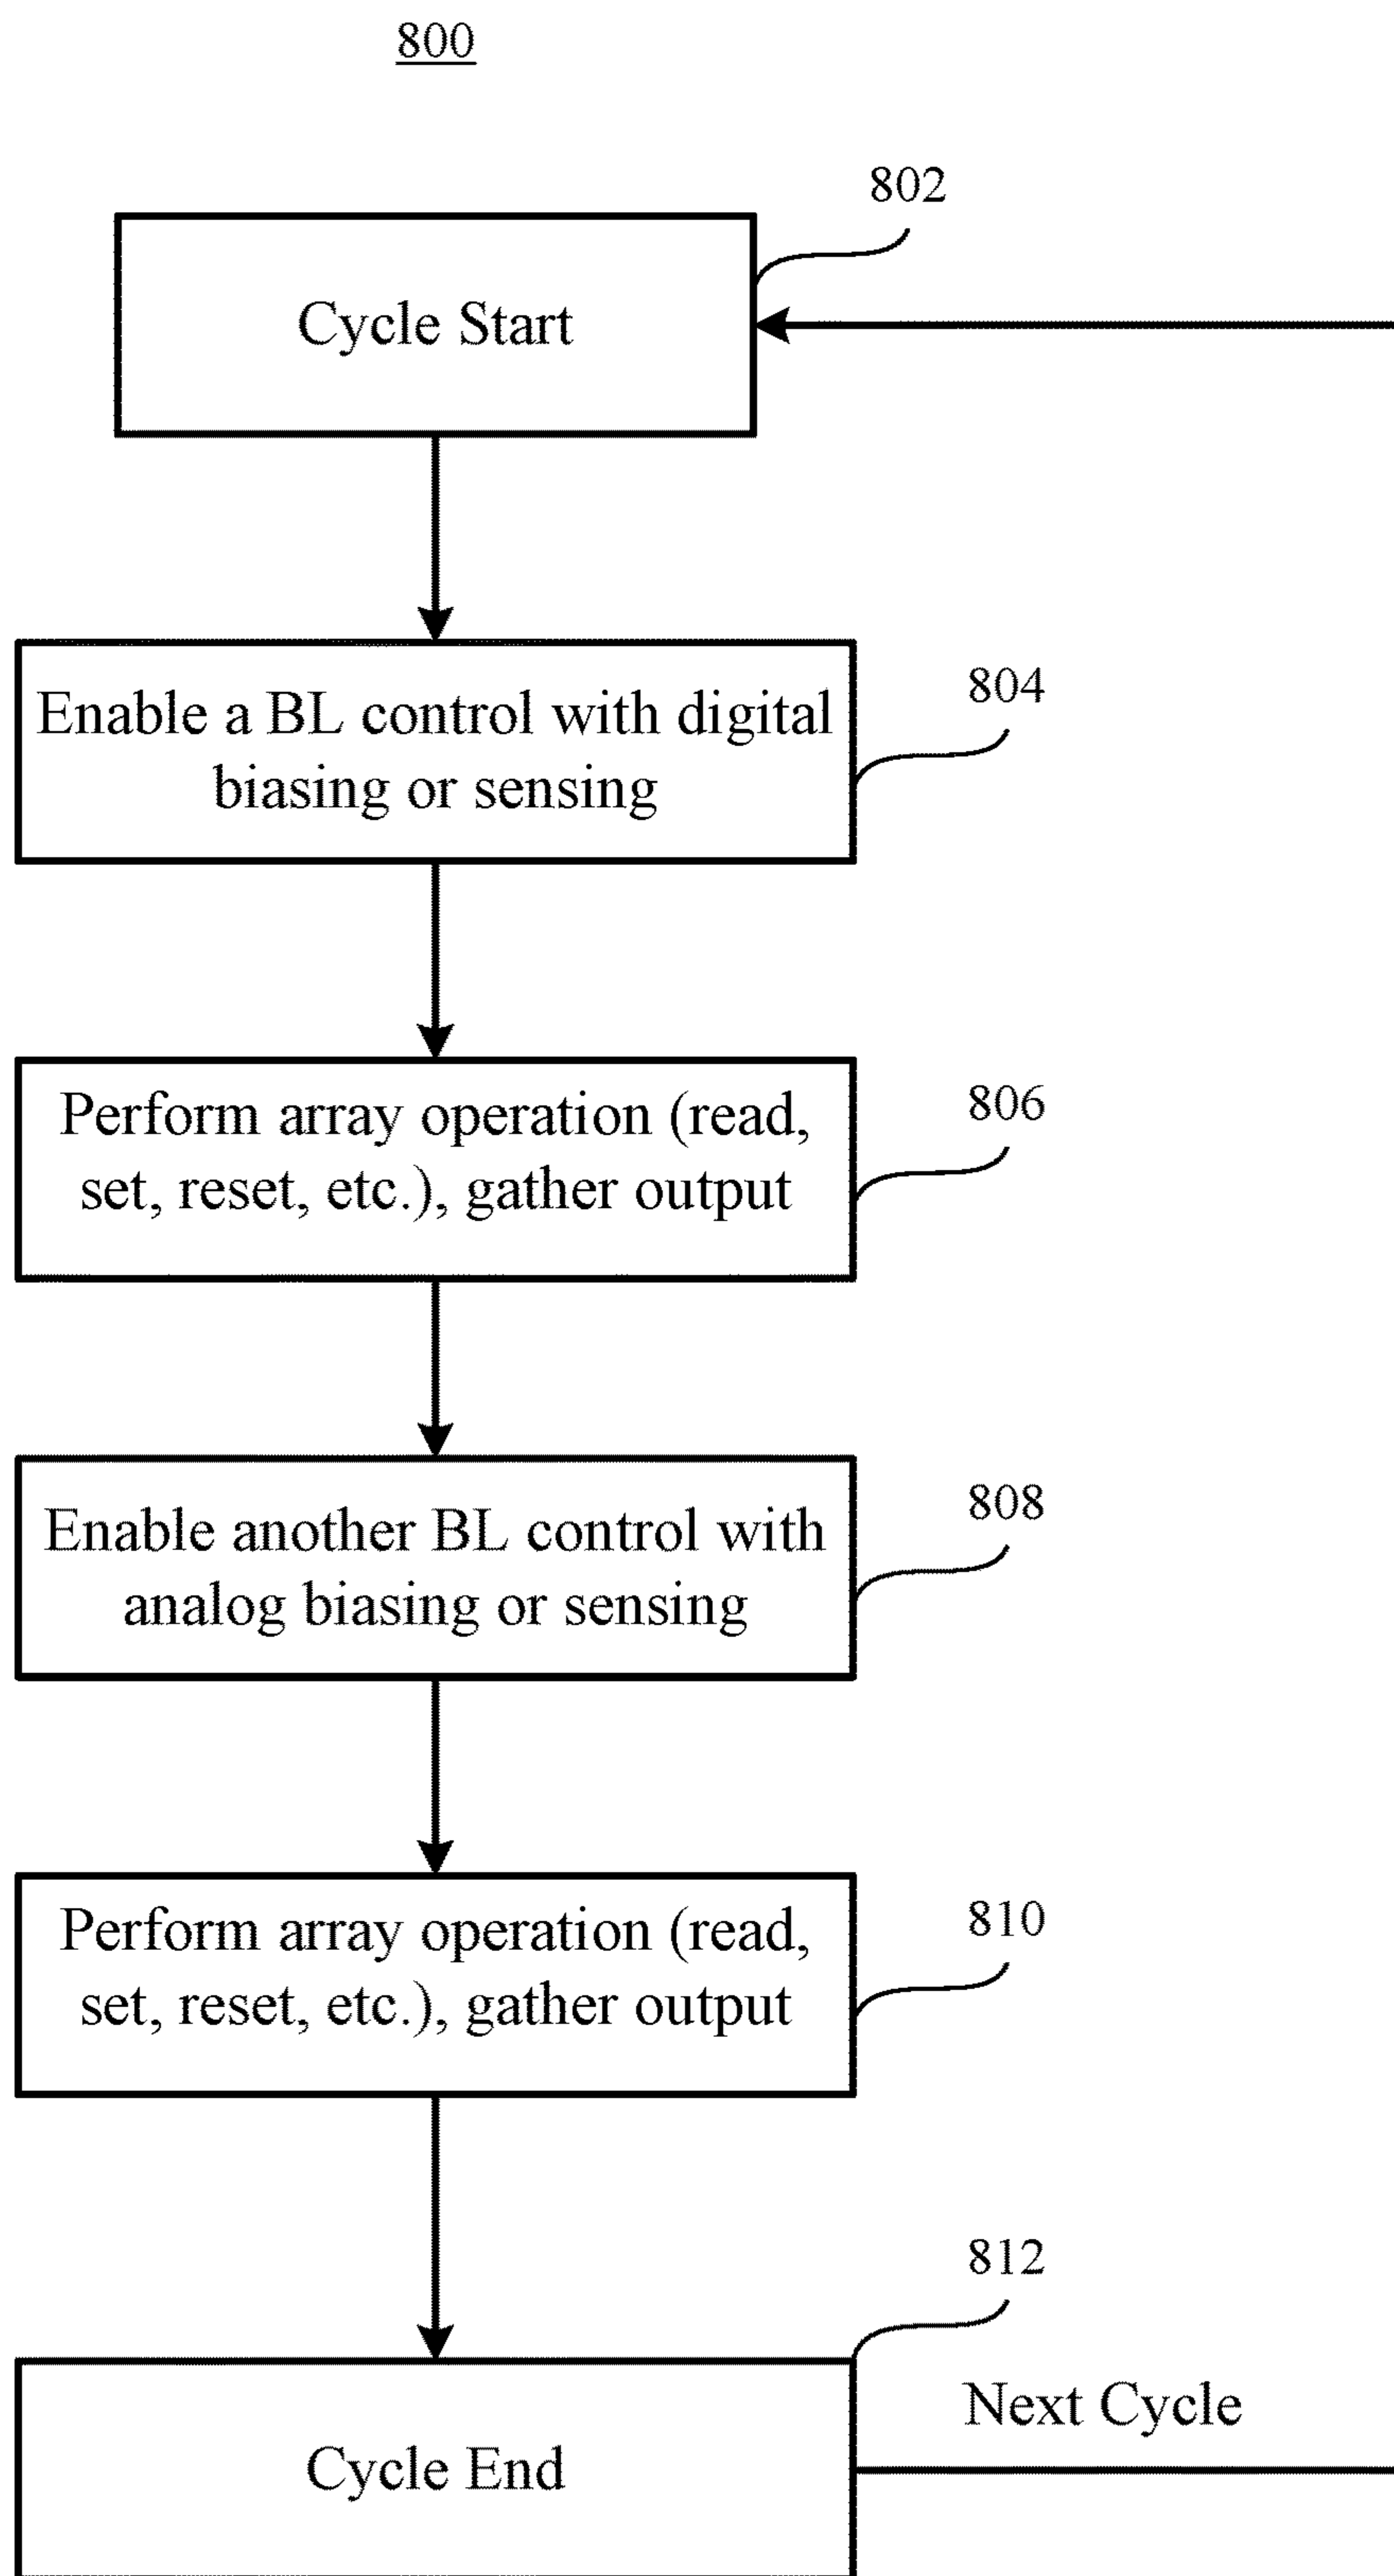 800
802
Cycle Start
804
Enable a BL control with digital
biasing or sensing
806
Perform array operation (read,
set, reset, etc.), gather output
808
Enable another BL control with
analog biasing or sensing
810
Perform array operation (read,
set, reset, etc.), gather output
812
Next Cycle
Cycle End